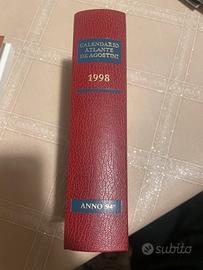 CALENDARIO
ATLANTE
DE AGOSTINI
1998
ANNO 94°
subito